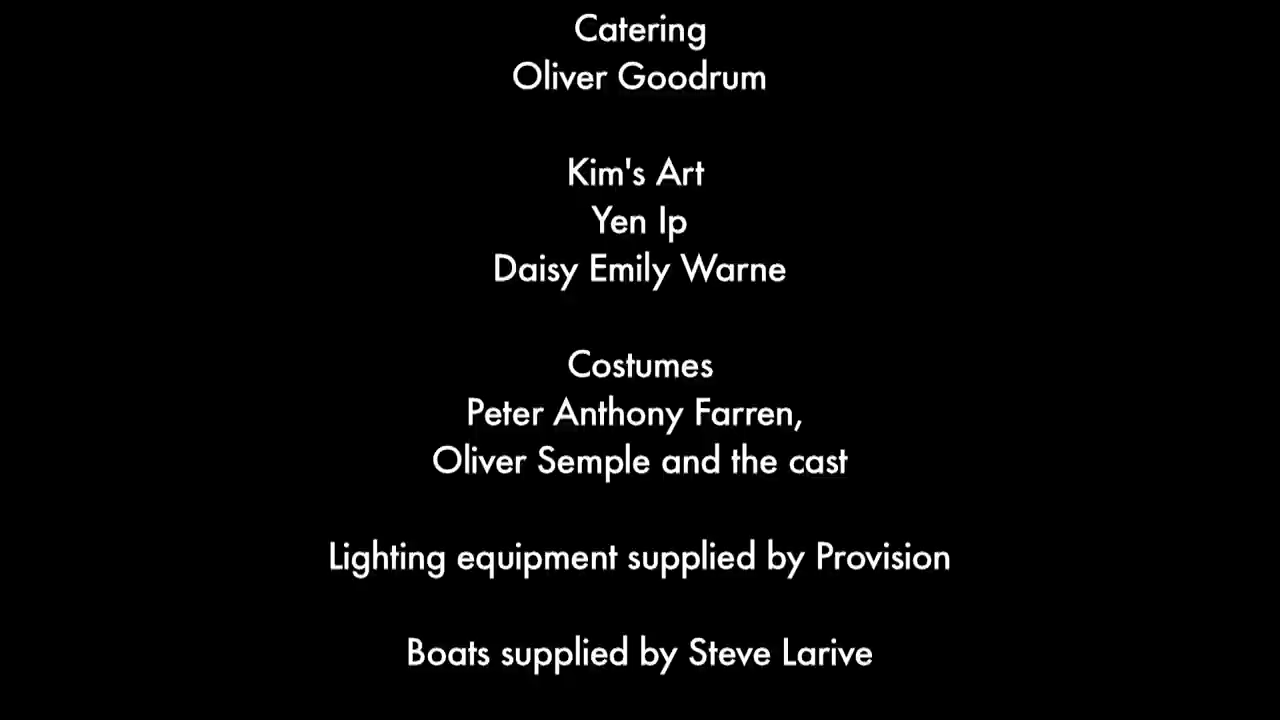 Catering
Oliver Goodrum
Kim's Art
Yen Ip
Daisy Emily Warne
Costumes
Peter Anthony Farren,
Oliver Semple and the cast
Lighting equipment supplied by Provision
Boats supplied by Steve Larive